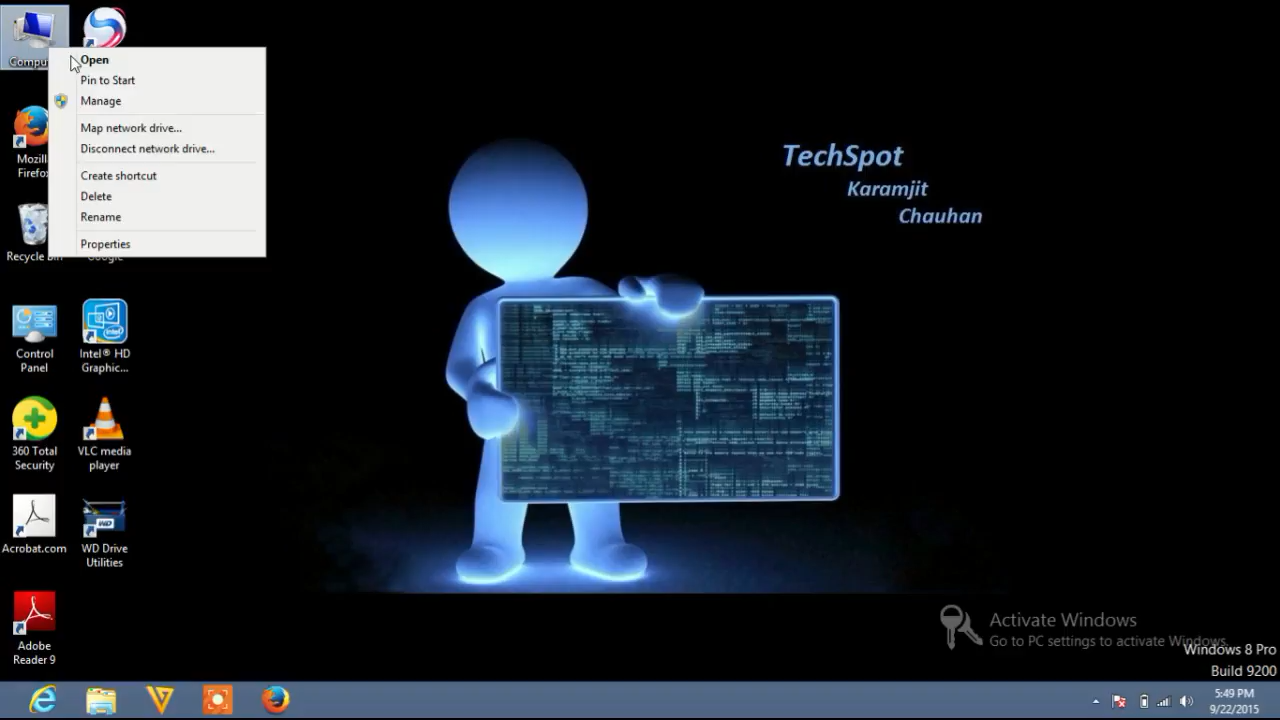 Compu
Open
Pin to Start
Manage
Map network drive...
Disconnect network drive...
Create shortcut
Delete
Rename
Properties
Mozill
Firefox
Recycle Bin
Google
Control
Panel
Intel® HD
Graphic...
360 Total
Security
VLC media
player
Acrobat.com
WD
WD Drive
Utilities
Adobe
Reader 9
TechSpot
Karamjit
Chauhan
Activate Windows
Go to PC settings to activate Windows.
Windows 8 Pro
Build 9200
5:49 PM
9/22/2015